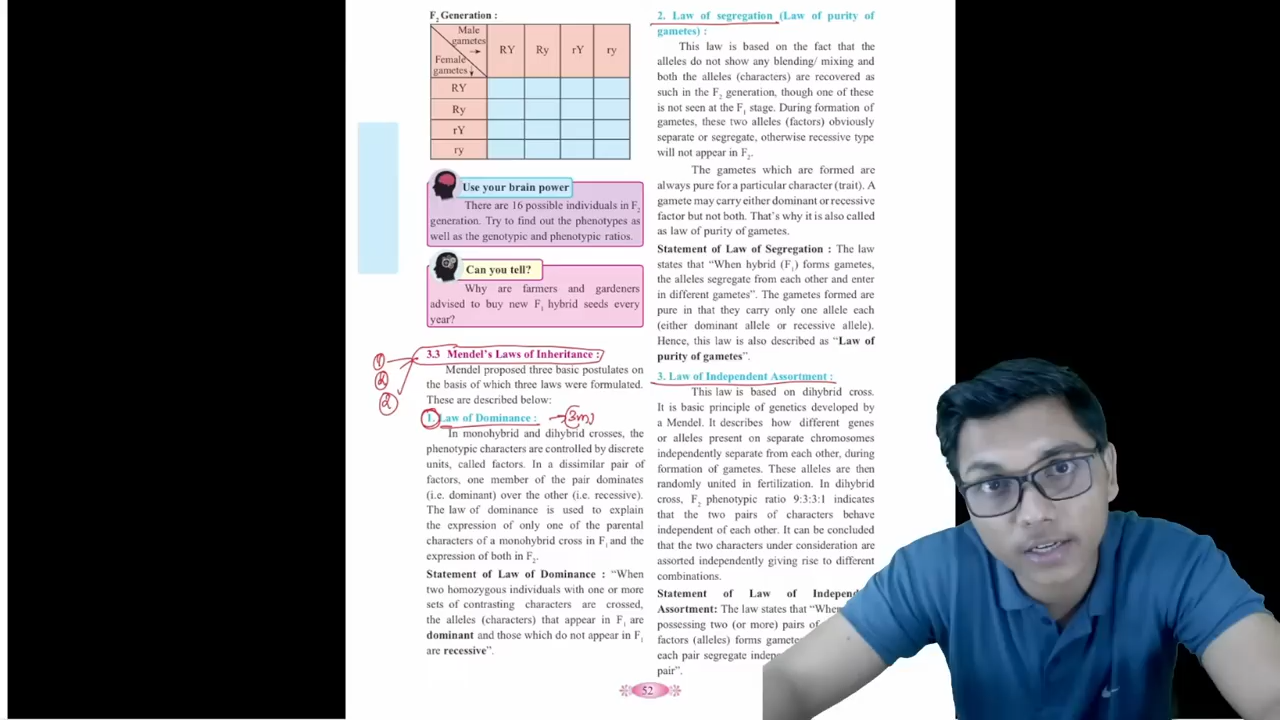 F2 Generation :
Male
gametes
Female
gametes
RY
Ry
rY
ry
RY
Ry
rY
ry
Use your brain power
There are 16 possible individuals in F2
generation. Try to find out the phenotypes as
well as the genotypic and phenotypic ratios.
Can you tell?
Why are farmers and gardeners
advised to buy new F1 hybrid seeds every
year?
3.3 Mendel's Laws of Inheritance :
Mendel proposed three basic postulates on
the basis of which three laws were formulated.
These are described below:
1. Law of Dominance :
In monohybrid and dihybrid crosses, the
phenotypic characters are controlled by discrete
units, called factors. In a dissimilar pair of
factors, one member of the pair dominates
(i.e. dominant) over the other (i.e. recessive).
The law of dominance is used to explain
the expression of only one of the parental
characters of a monohybrid cross in F1 and the
expression of both in F2.
Statement of Law of Dominance : "When
two homozygous individuals with one or more
sets of contrasting characters are crossed,
the alleles (characters) that appear in F1 are
dominant and those which do not appear in F1
are recessive".
2. Law of segregation (Law of purity of
gametes) :
This law is based on the fact that the
alleles do not show any blending/ mixing and
both the alleles (characters) are recovered as
such in the F2 generation, though one of these
is not seen at the F1 stage. During formation of
gametes, these two alleles (factors) obviously
separate or segregate, otherwise recessive type
will not appear in F2.
The gametes which are formed are
always pure for a particular character (trait). A
gamete may carry either dominant or recessive
factor but not both. That's why it is also called
as law of purity of gametes.
Statement of Law of Segregation : The law
states that "When hybrid (F1) forms gametes,
the alleles segregate from each other and enter
in different gametes". The gametes formed are
pure in that they carry only one allele each
(either dominant allele or recessive allele).
Hence, this law is also described as "Law of
purity of gametes".
3. Law of Independent Assortment :
This law is based on dihybrid cross.
It is basic principle of genetics developed by
a Mendel. It describes how different genes
or alleles present on separate chromosomes
independently separate from each other, during
formation of gametes. These alleles are then
randomly united in fertilization. In dihybrid
cross, F2 phenotypic ratio 9:3:3:1 indicates
that the two pairs of characters behave
independent of each other. It can be concluded
that the two characters under consideration are
assorted independently giving rise to different
combinations.
Statement of Law of
Assortment: The law states that
possessing two (or more) pairs of
factors (alleles) forms
each pair segregate
pair".
52